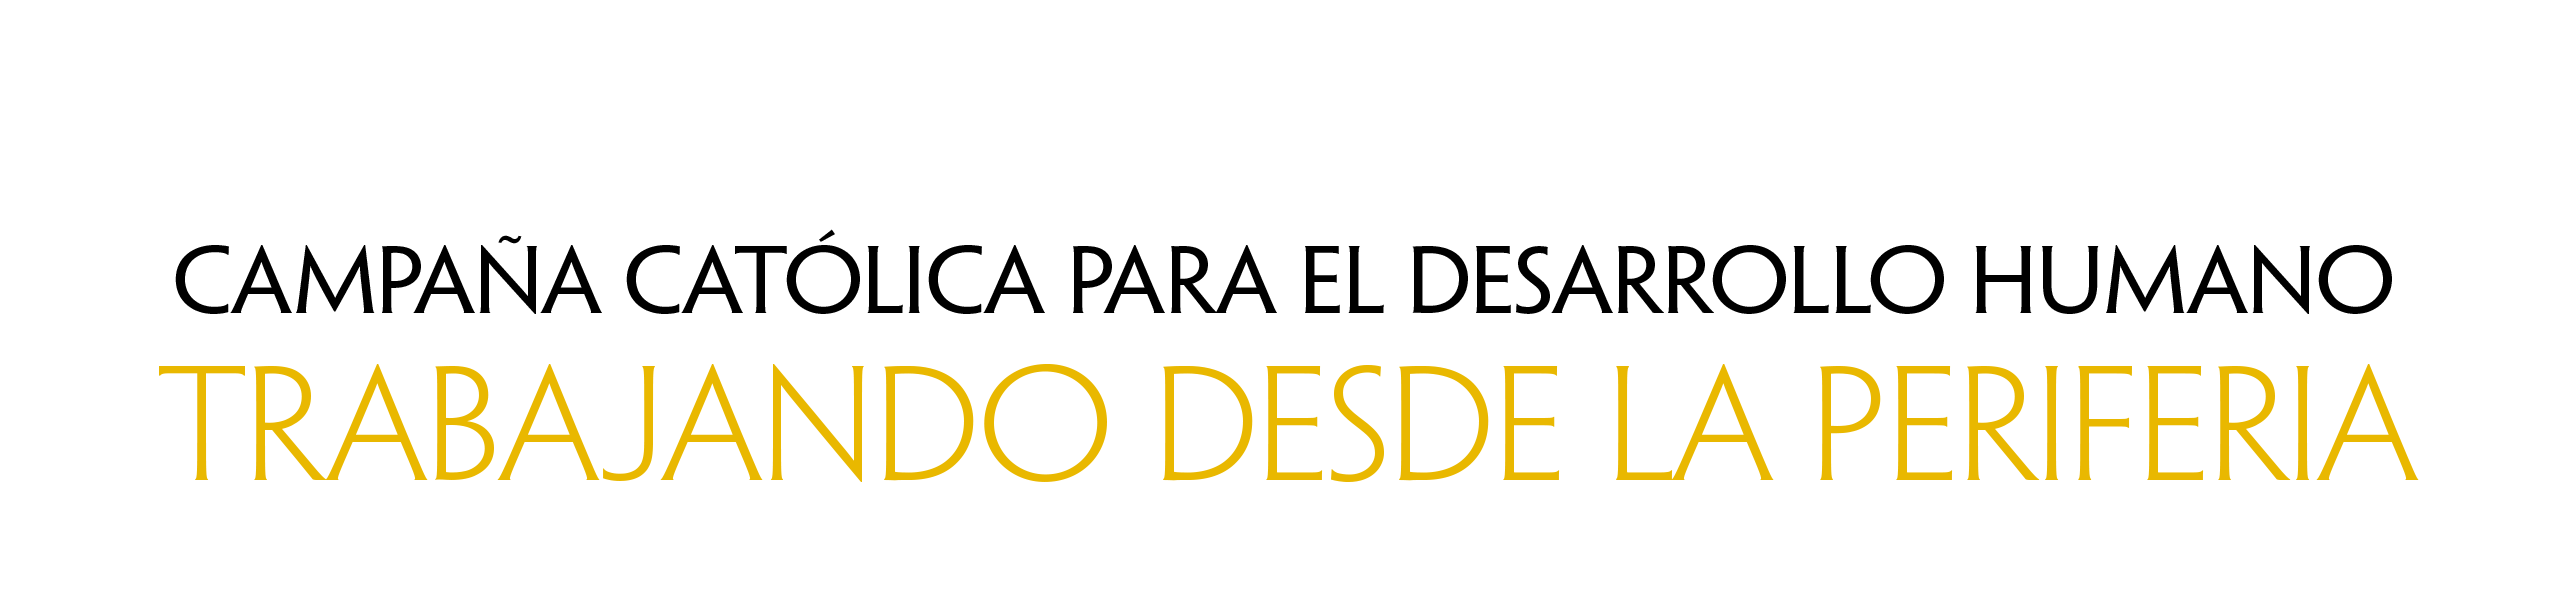 CAMPAÑA CATÓLICA PARA EL DESARROLLO HUMANO
TRABAJANDO DESDE LA PERIFERIA